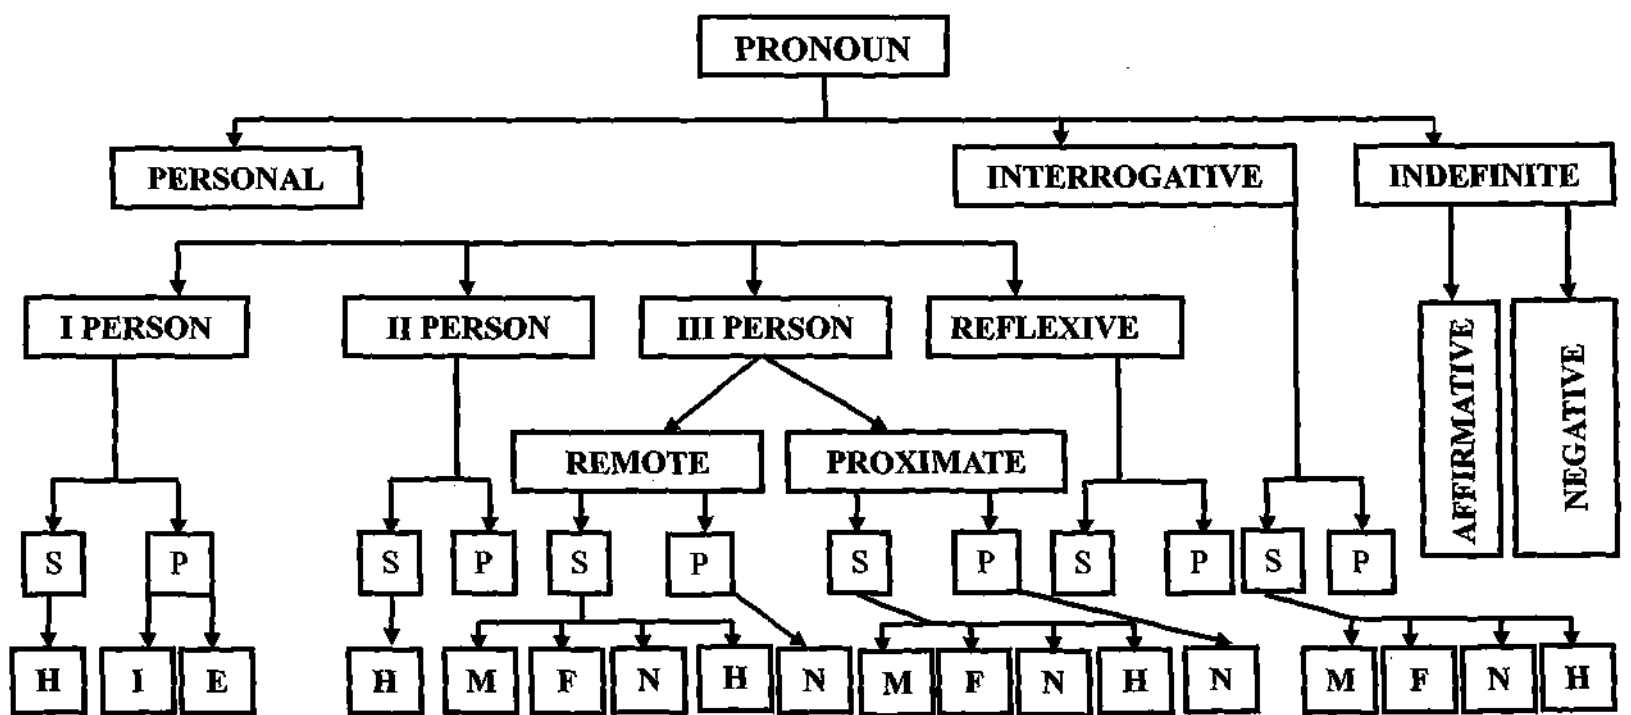 PRONOUN
PERSONAL
INTERROGATIVE
INDEFINITE
I PERSON
II PERSON
III PERSON
REFLEXIVE
AFFIRMATIVE
NEGATIVE
REMOTE
PROXIMATE
S
P
S
P
S
P
S
P
S
P
S
P
H
I
E
H
M
F
N
H
N
M
F
N
H
N
M
F
N
H